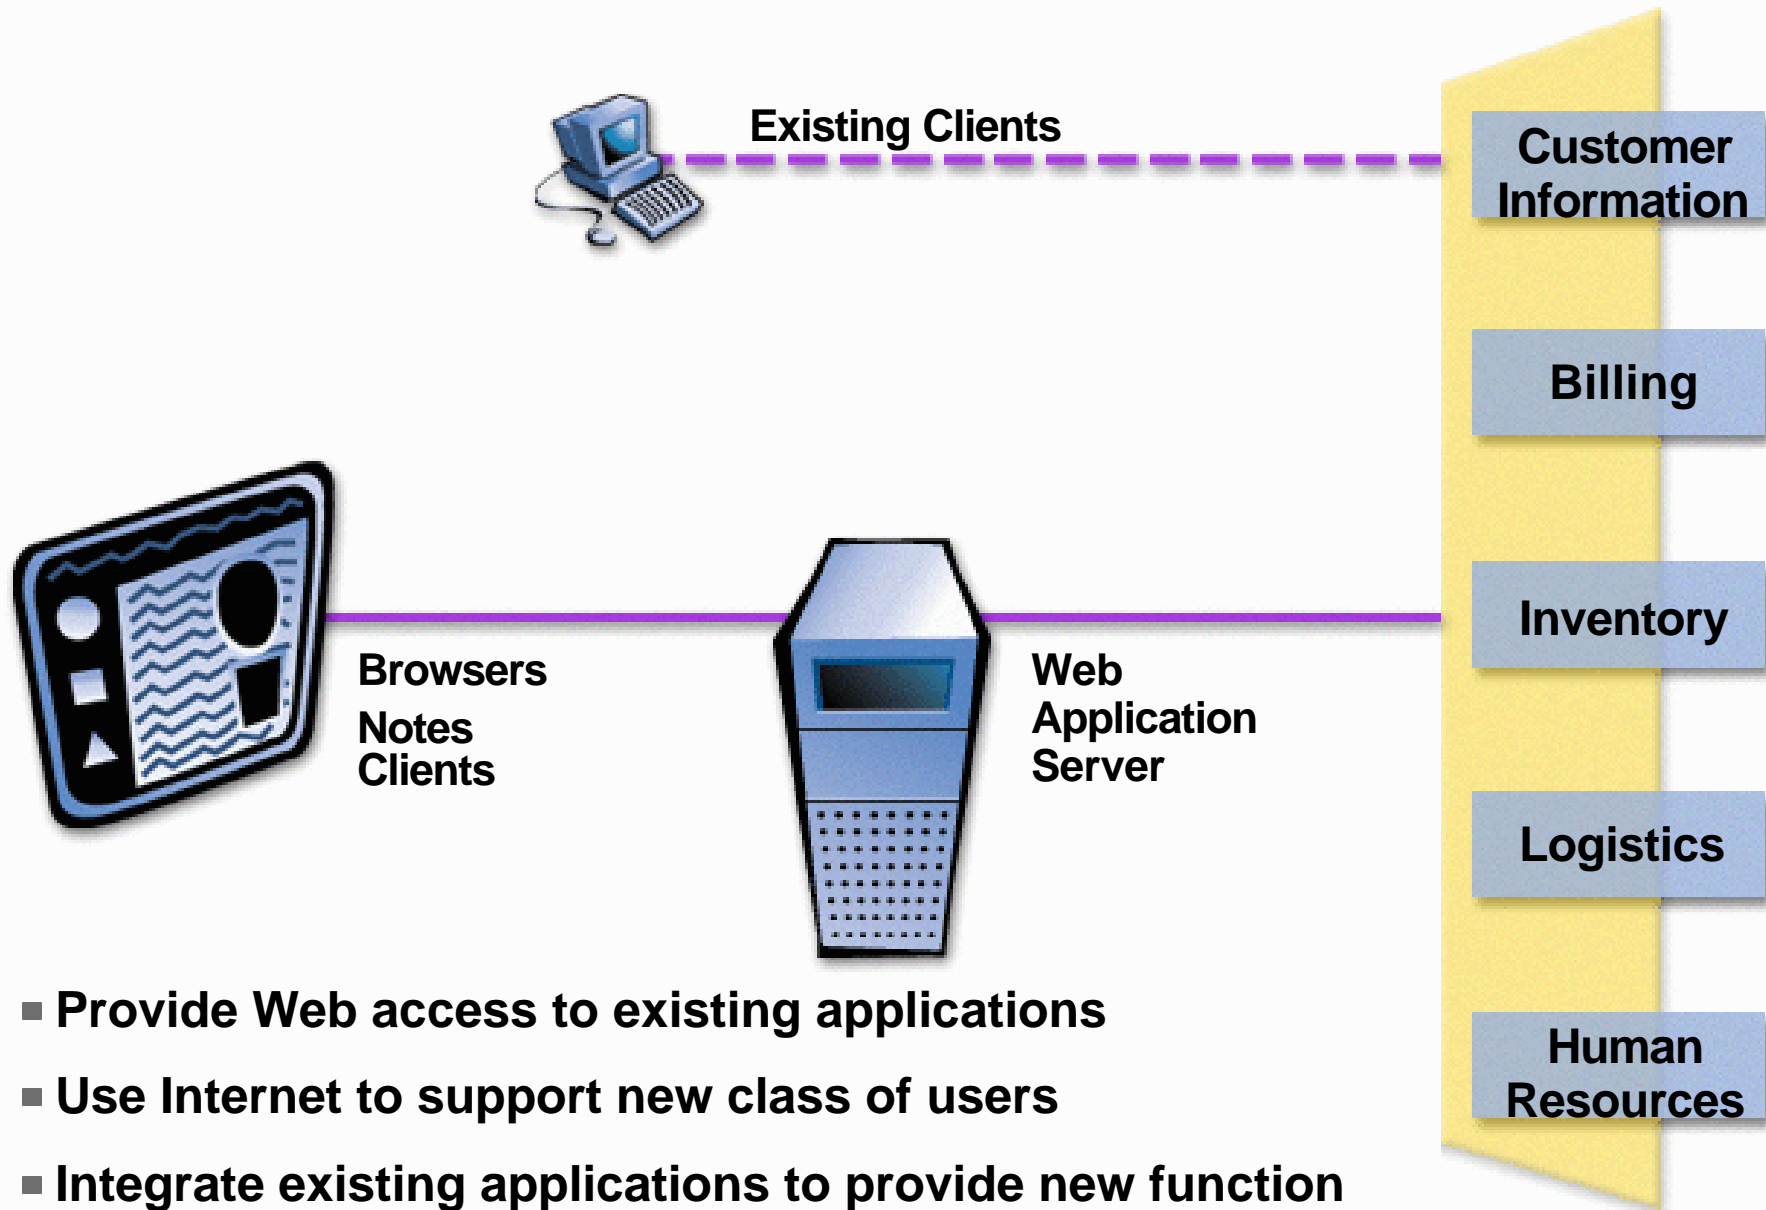 Existing Clients
Customer
Information
Billing
Browsers
Notes
Clients
Web
Application
Server
Inventory
Logistics
Human
Resources
Provide Web access to existing applications
Use Internet to support new class of users
Integrate existing applications to provide new function